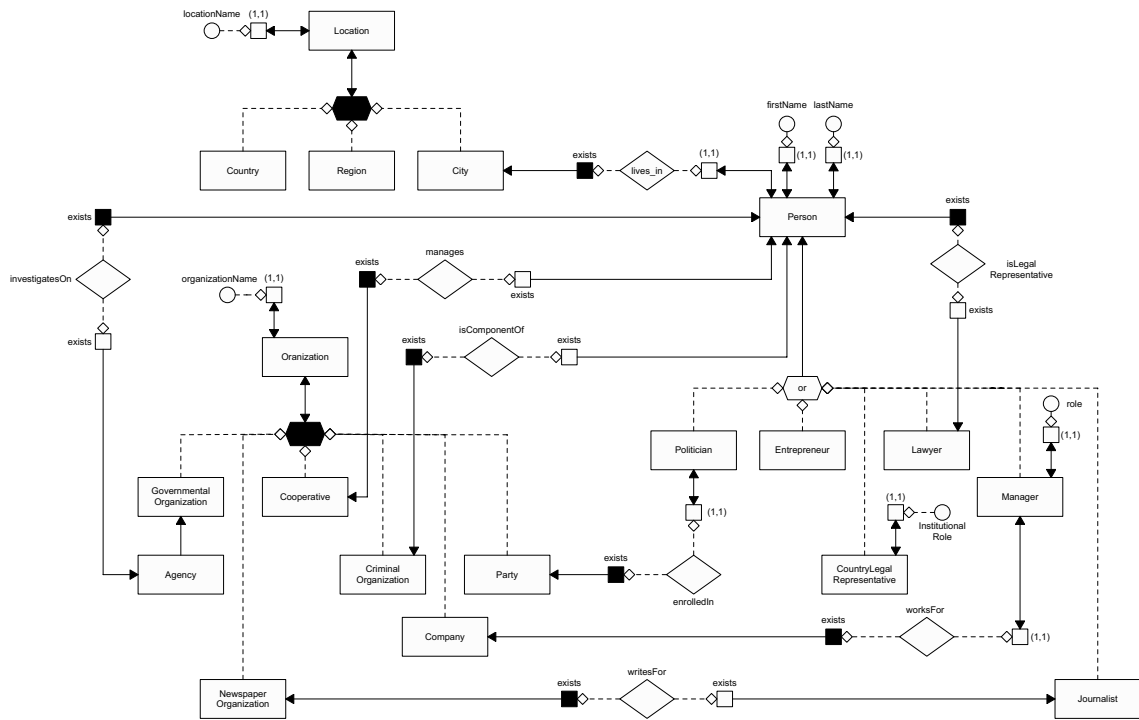 locationName
(1,1)
Location
firstName
lastName
(1,1)
(1,1)
Country
Region
City
exists
lives_in
(1,1)
exists
Person
exists
investigatesOn
manages
exists
exists
isLegal
Representative
exists
organizationName
(1,1)
exists
isComponentOf
exists
exists
Oranization
or
role
(1,1)
Politician
Entrepreneur
Lawyer
Governmental
Organization
Cooperative
Manager
(1,1)
(1,1)
Institutional
Role
Agency
Criminal
Organization
Party
exists
enrolledIn
CountryLegal
Representative
Company
exists
worksFor
(1,1)
Newspaper
Organization
exists
writesFor
exists
Journalist